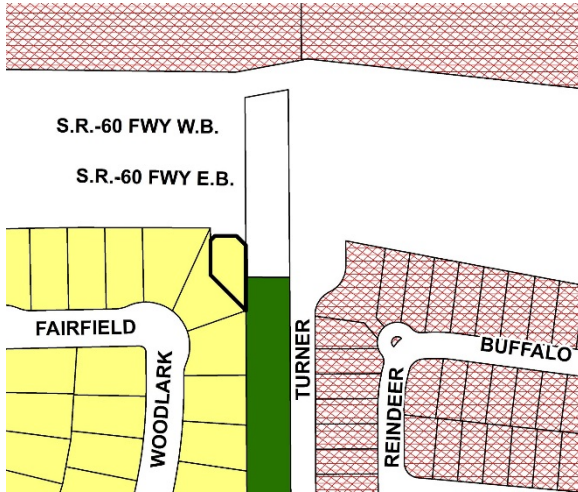 S.R.-60 FWY W.B.
S.R.-60 FWY E.B.
FAIRFIELD
WOODLARK
TURNER
REINDEER
BUFFALO